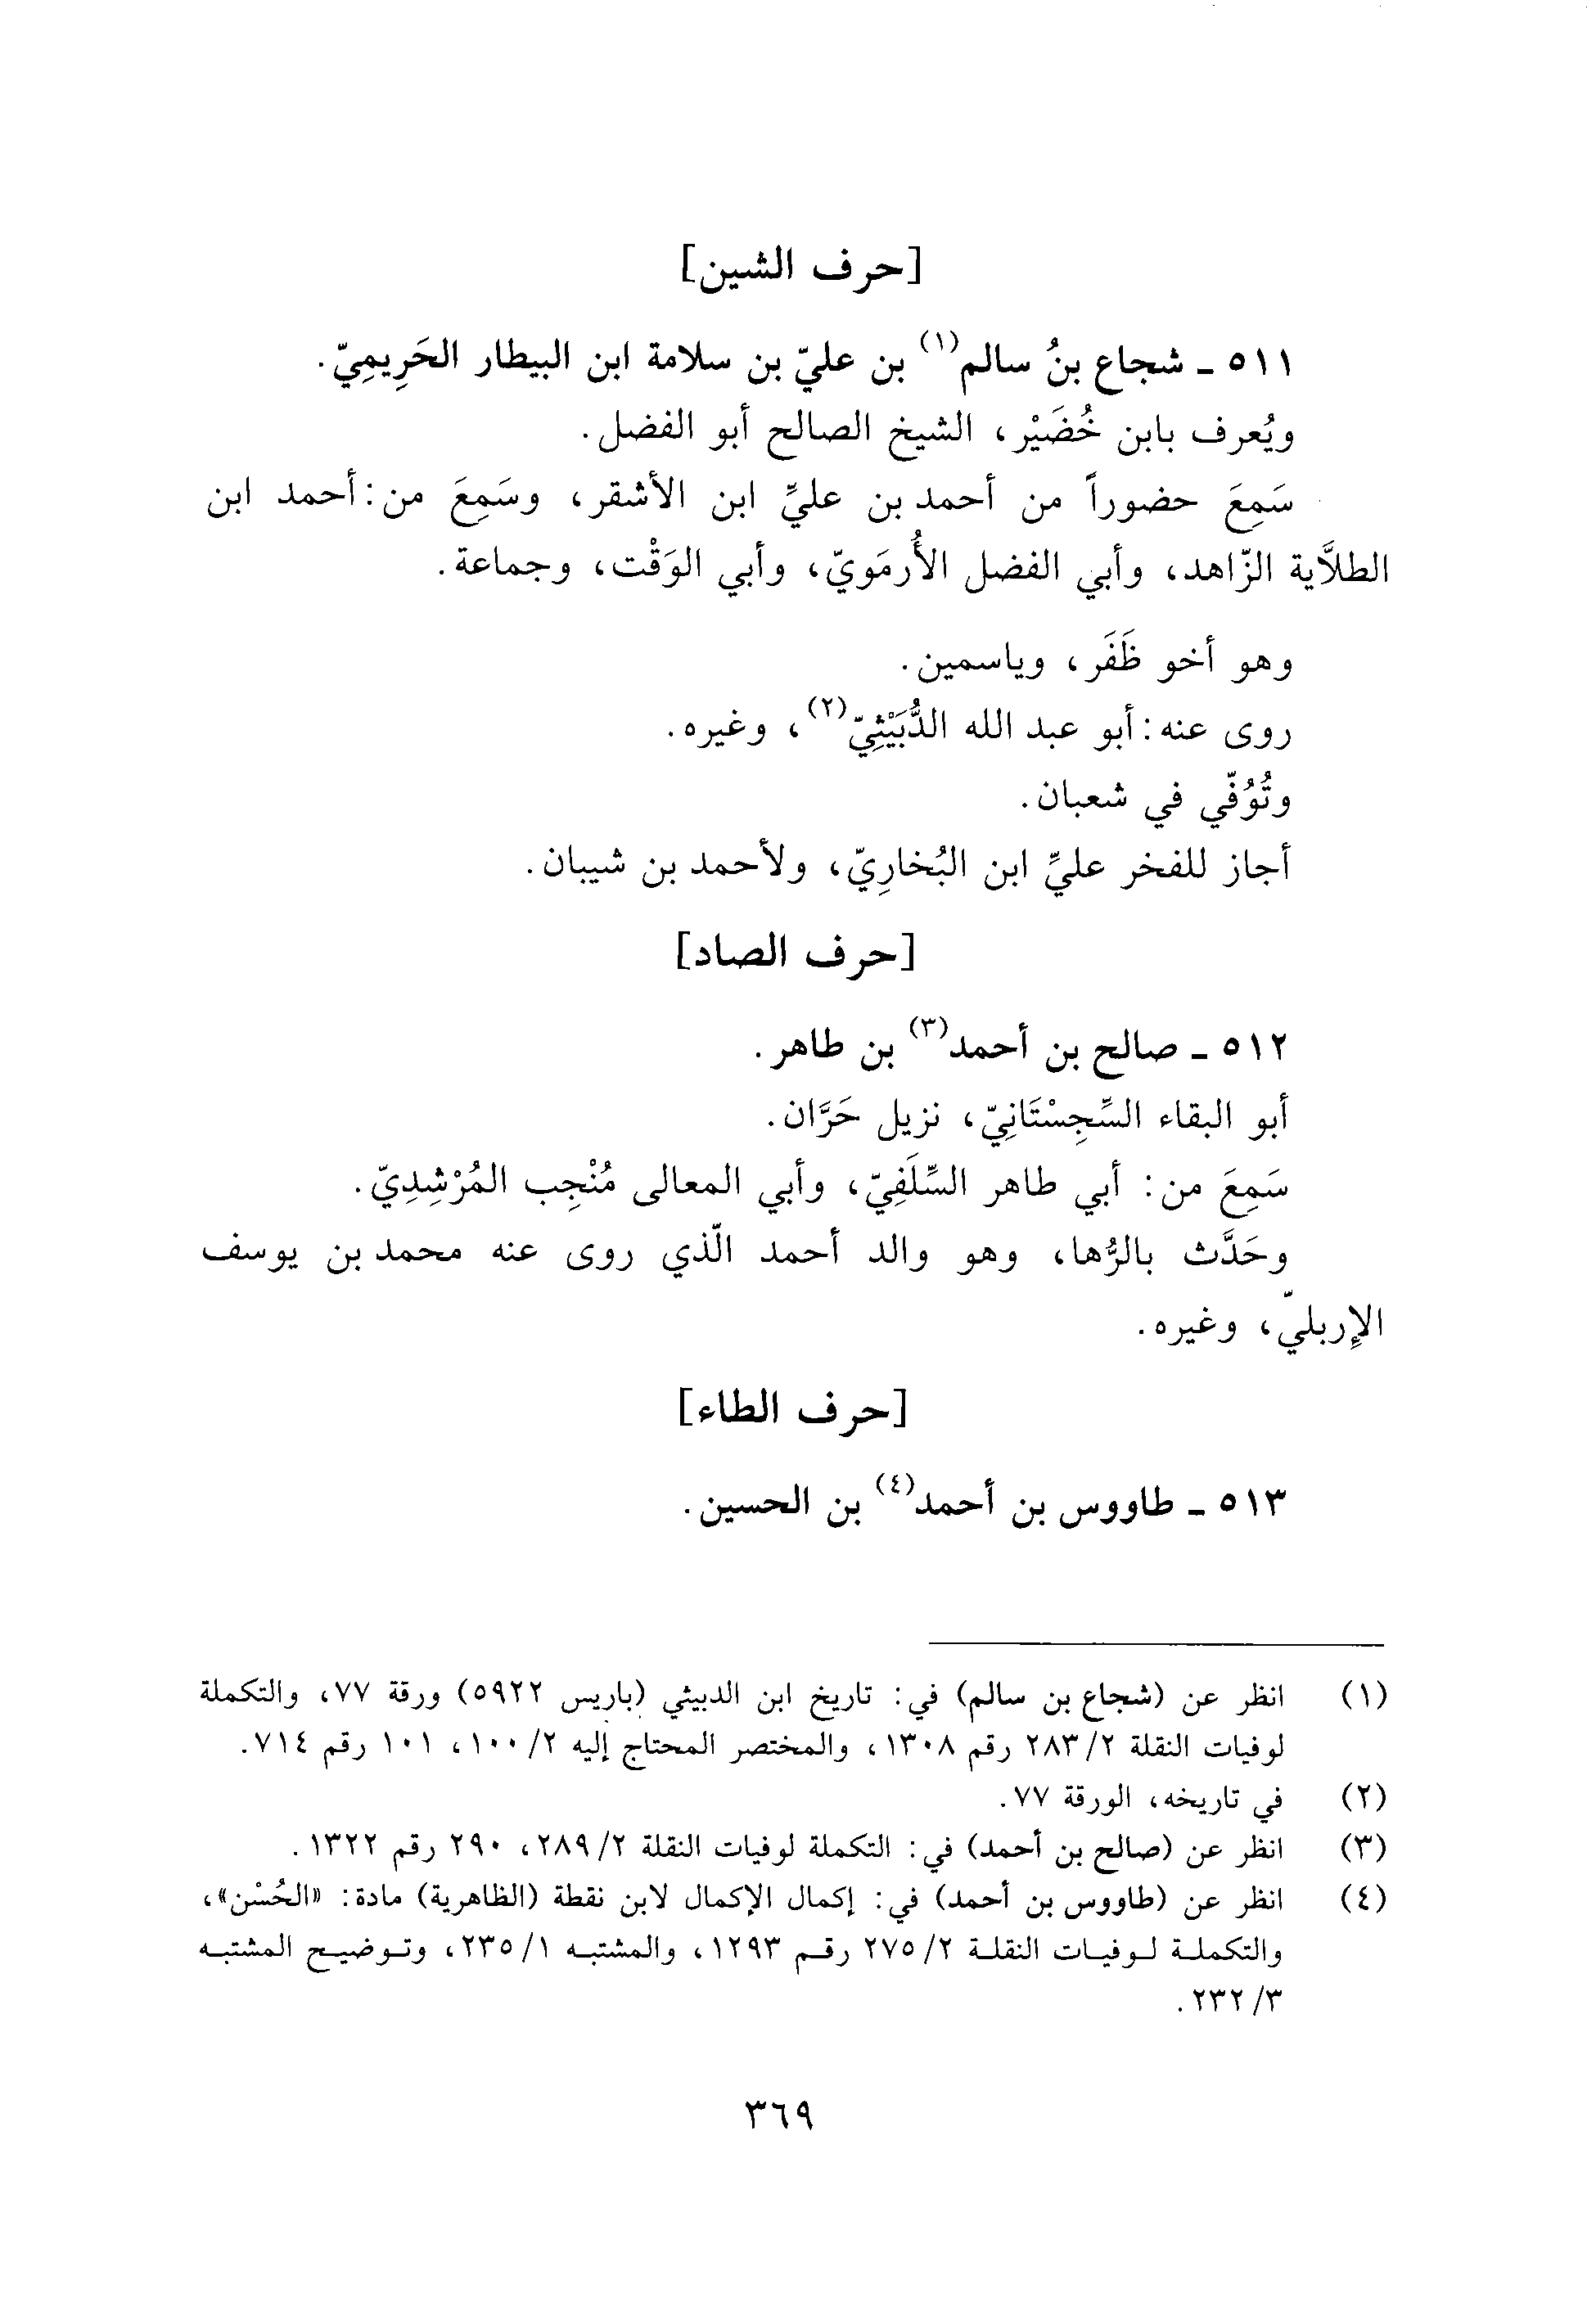 [حرف الشين]
٥١١ ـ شجاع بنُ سالم(١) بن عليّ بن سلامة ابن البيطار الحَرِيمِيّ.
ويُعرف بابن خُضَيْر، الشيخ الصالح أبو الفضل.
سَمِعَ حضوراً من أحمد بن عليِّ ابن الأشقر، وسَمِعَ من: أحمد ابن
الطلاَّية الزّاهد، وأبي الفضل الأُرمَويّ، وأبي الوَقْت، وجماعة.
وهو أخو ظَفَر، وياسمين.
روى عنه: أبو عبد الله الدُّبَيْثِيّ(٢)، وغيره.
وتُوُفّي في شعبان.
أجاز للفخر عليِّ ابن البُخارِيّ، ولأحمد بن شيبان.
[حرف الصاد]
٥١٢ ـ صالح بن أحمد(٣) بن طاهر.
أبو البقاء السِّجِسْتَانِيّ، نزيل حَرَّان.
سَمِعَ من: أبي طاهر السِّلَفِيّ، وأبي المعالى مُنْجِب المُرْشِدِيّ.
وحَدَّث بالرُّها، وهو والد أحمد الّذي روى عنه محمد بن يوسف
الإِربليّ، وغيره.
[حرف الطاء]
٥١٣ ـ طاووس بن أحمد(٤) بن الحسين.
(١) انظر عن (شجاع بن سالم) في: تاريخ ابن الدبيثي (باريس ٥٩٢٢) ورقة ٧٧، والتكملة
لوفيات النقلة ٢/ ٢٨٣ رقم ١٣٠٨، والمختصر المحتاج إليه ٢/ ١٠٠، ١٠١ رقم ٧١٤.
(٢) في تاريخه، الورقة ٧٧.
(٣) انظر عن (صالح بن أحمد) في: التكملة لوفيات النقلة ٢/ ٢٨٩، ٢٩٠ رقم ١٣٢٢.
(٤) انظر عن (طاووس بن أحمد) في: إكمال الإكمال لابن نقطة (الظاهرية) مادة: «الحُسْن»،
والتكملة لوفيات النقلة ٢/ ٢٧٥ رقم ١٢٩٣، والمشتبه ١/ ٢٣٥، وتوضيح المشتبه
٣/ ٢٣٢.
٣٦٩